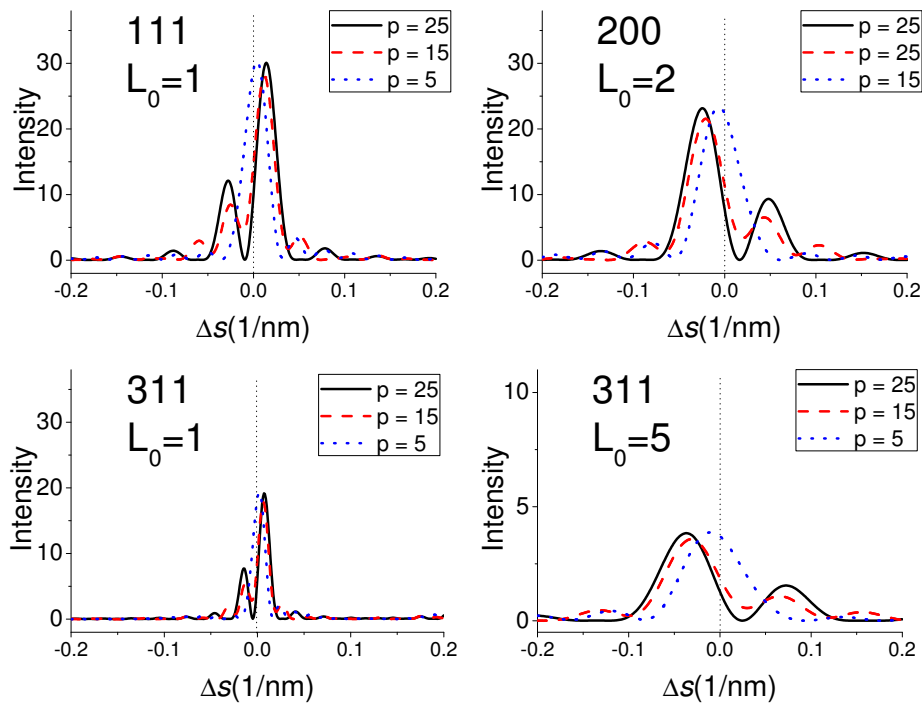 111
L0=1
p = 25
p = 15
p = 5
Intensity
30
20
10
0
-0.2
-0.1
0.0
0.1
0.2
Δs(1/nm)
200
L0=2
p = 25
p = 25
p = 15
Intensity
30
20
10
0
-0.2
-0.1
0.0
0.1
0.2
Δs(1/nm)
311
L0=1
p = 25
p = 15
p = 5
Intensity
30
20
10
0
-0.2
-0.1
0.0
0.1
0.2
Δs(1/nm)
311
L0=5
p = 25
p = 15
p = 5
Intensity
10
5
0
-0.2
-0.1
0.0
0.1
0.2
Δs(1/nm)